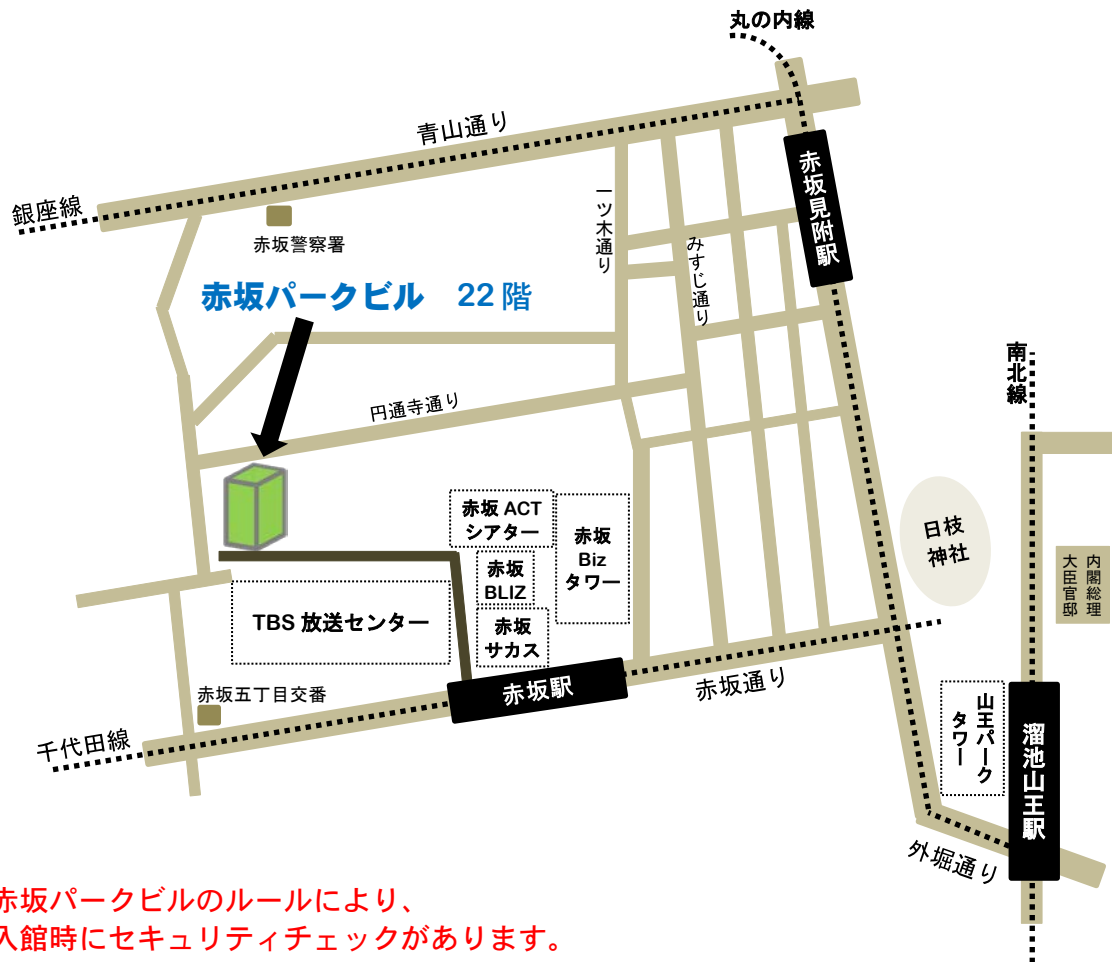 丸の内線
青山通り
銀座線
赤坂警察署
一ツ木通り
みすじ通り
赤坂見附駅
赤坂パークビル 22階
南北線
円通寺通り
赤坂 ACT
シアター
赤坂
Biz
タワー
日枝
神社
赤坂
BLIZ
内閣総理
大臣官邸
TBS 放送センター
赤坂
サカス
赤坂駅
赤坂通り
赤坂五丁目交番
千代田線
山王パーク
タワー
溜池山王駅
外堀通り
赤坂パークビルのルールにより、
入館時にセキュリティチェックがあります。